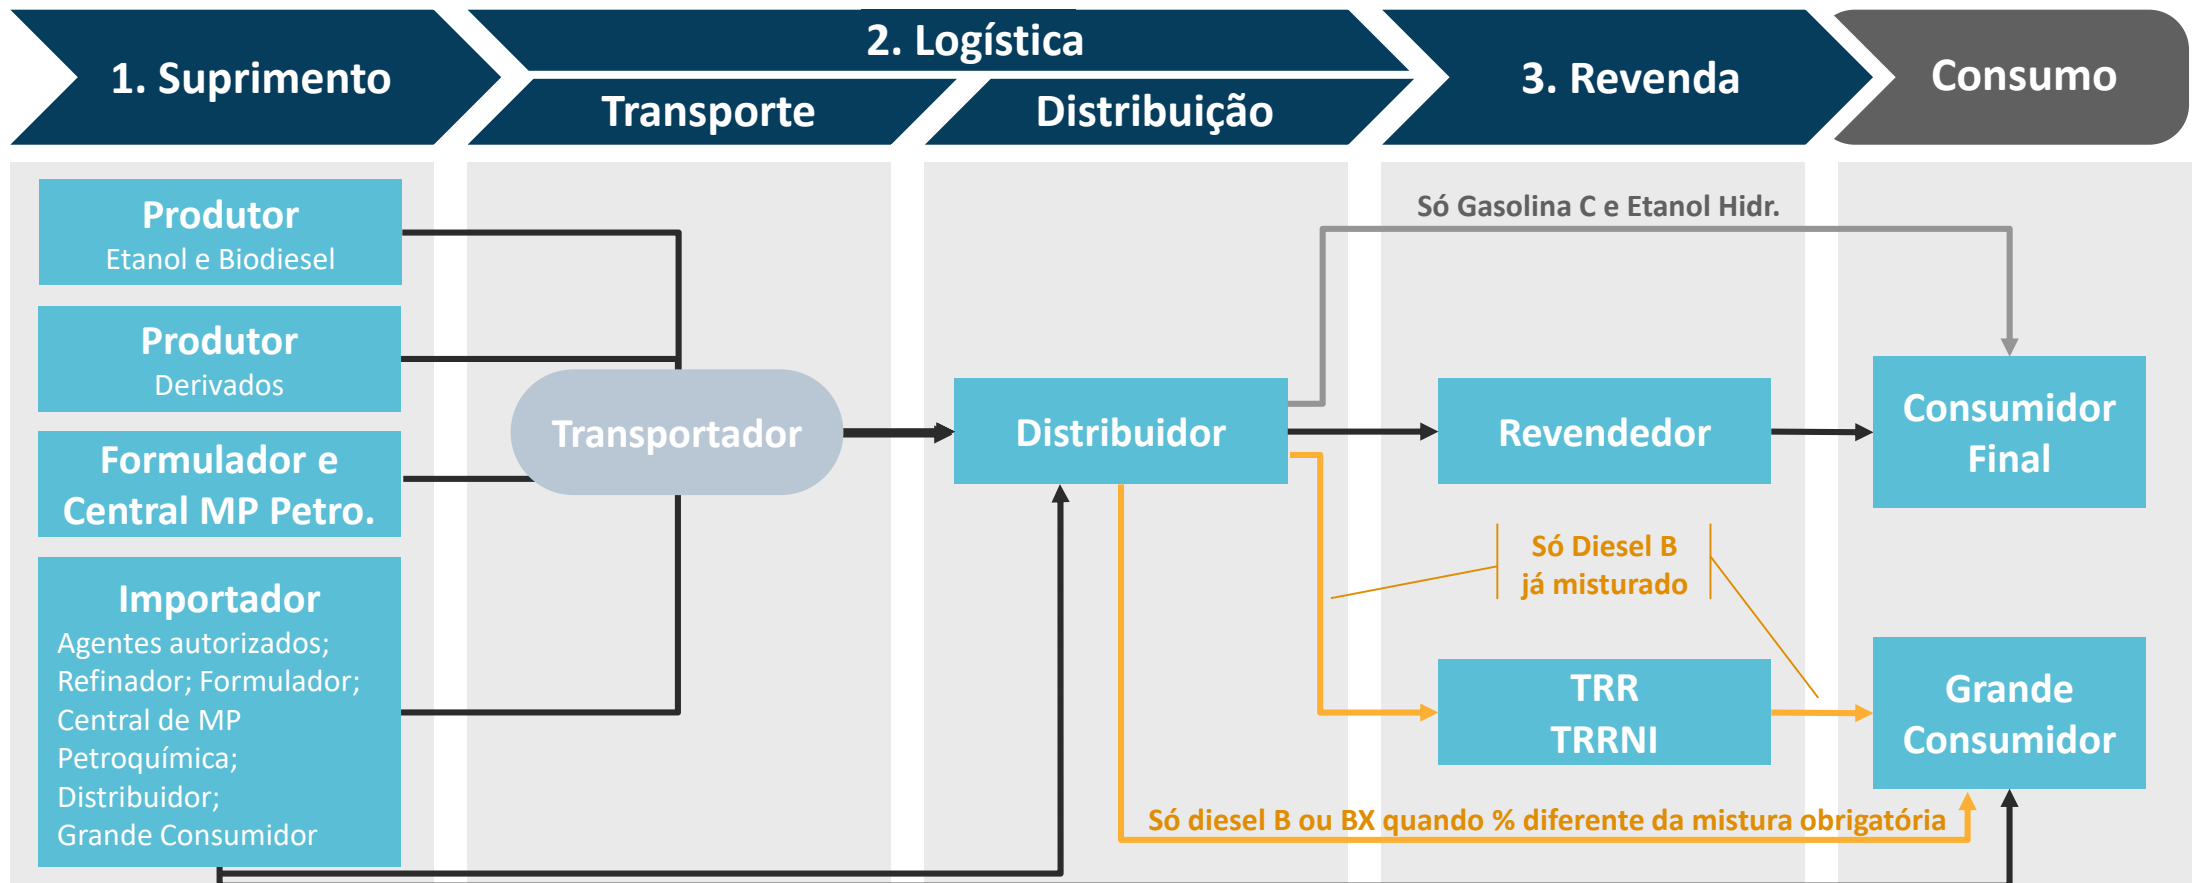 1. Suprimento
2. Logística
Transporte
Distribuição
3. Revenda
Consumo
Produtor
Etanol e Biodiesel
Produtor
Derivados
Formulador e
Central MP Petro.
Importador
Agentes autorizados;
Refinador; Formulador;
Central de MP
Petroquímica;
Distribuidor;
Grande Consumidor
Transportador
Distribuidor
Só Gasolina C e Etanol Hidr.
Revendedor
Só Diesel B
já misturado
TRR
TRRNI
Só diesel B ou BX quando % diferente da mistura obrigatória
Consumidor
Final
Grande
Consumidor